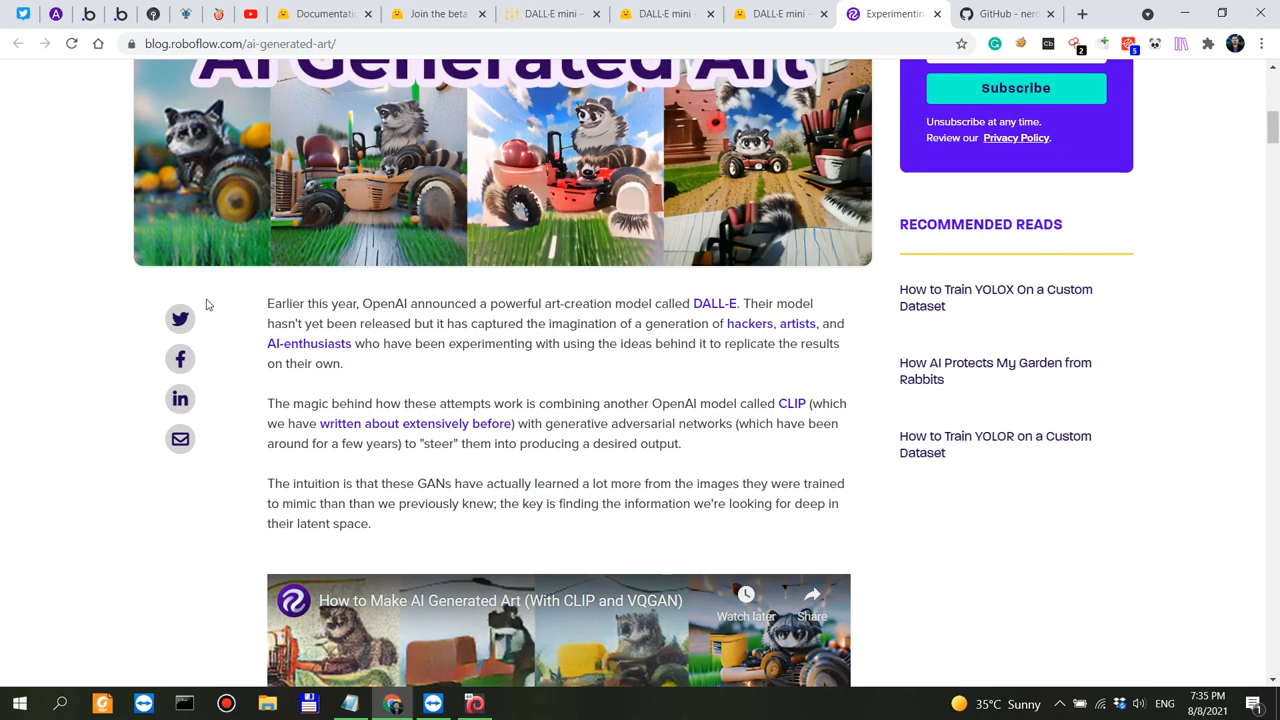 Documentatio
Join the beta
DALL-E mini -
DALL-E mini -
DALL-E mini -
Experimentin
GitHub - nerd
blog.roboflow.com/ai-generated-art/
2
5
AI Generated Art
Subscribe
Unsubscribe at any time.
Review our Privacy Policy.
RECOMMENDED READS
How to Train YOLOX On a Custom
Dataset
How AI Protects My Garden from
Rabbits
How to Train YOLOR on a Custom
Dataset
Earlier this year, OpenAI announced a powerful art-creation model called DALL-E. Their model
hasn't yet been released but it has captured the imagination of a generation of hackers, artists, and
AI-enthusiasts who have been experimenting with using the ideas behind it to replicate the results
on their own.
The magic behind how these attempts work is combining another OpenAI model called CLIP (which
we have written about extensively before) with generative adversarial networks (which have been
around for a few years) to "steer" them into producing a desired output.
The intuition is that these GANs have actually learned a lot more from the images they were trained
to mimic than than we previously knew; the key is finding the information we're looking for deep in
their latent space.
How to Make AI Generated Art (With CLIP and VQGAN)
Watch later
Share
35°C Sunny
ENG
7:35 PM
8/8/2021
1